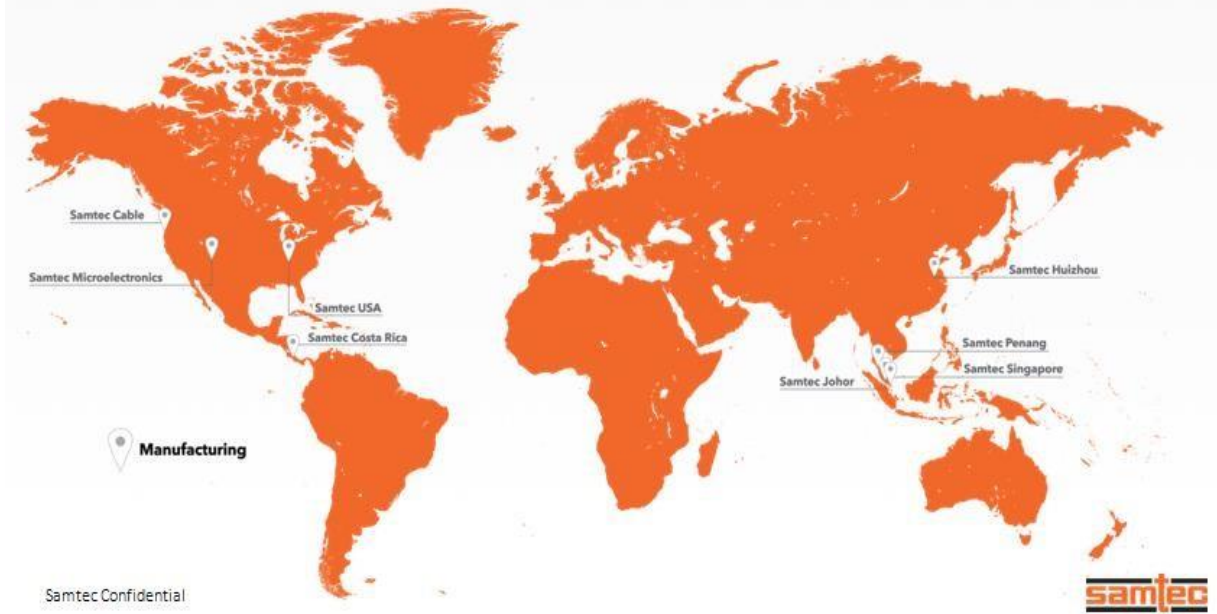 Samtec Cable
Samtec Microelectronics
Samtec USA
Samtec Costa Rica
Samtec Huizhou
Samtec Penang
Samtec Singapore
Samtec Johor
Manufacturing
Samtec Confidential
samtec